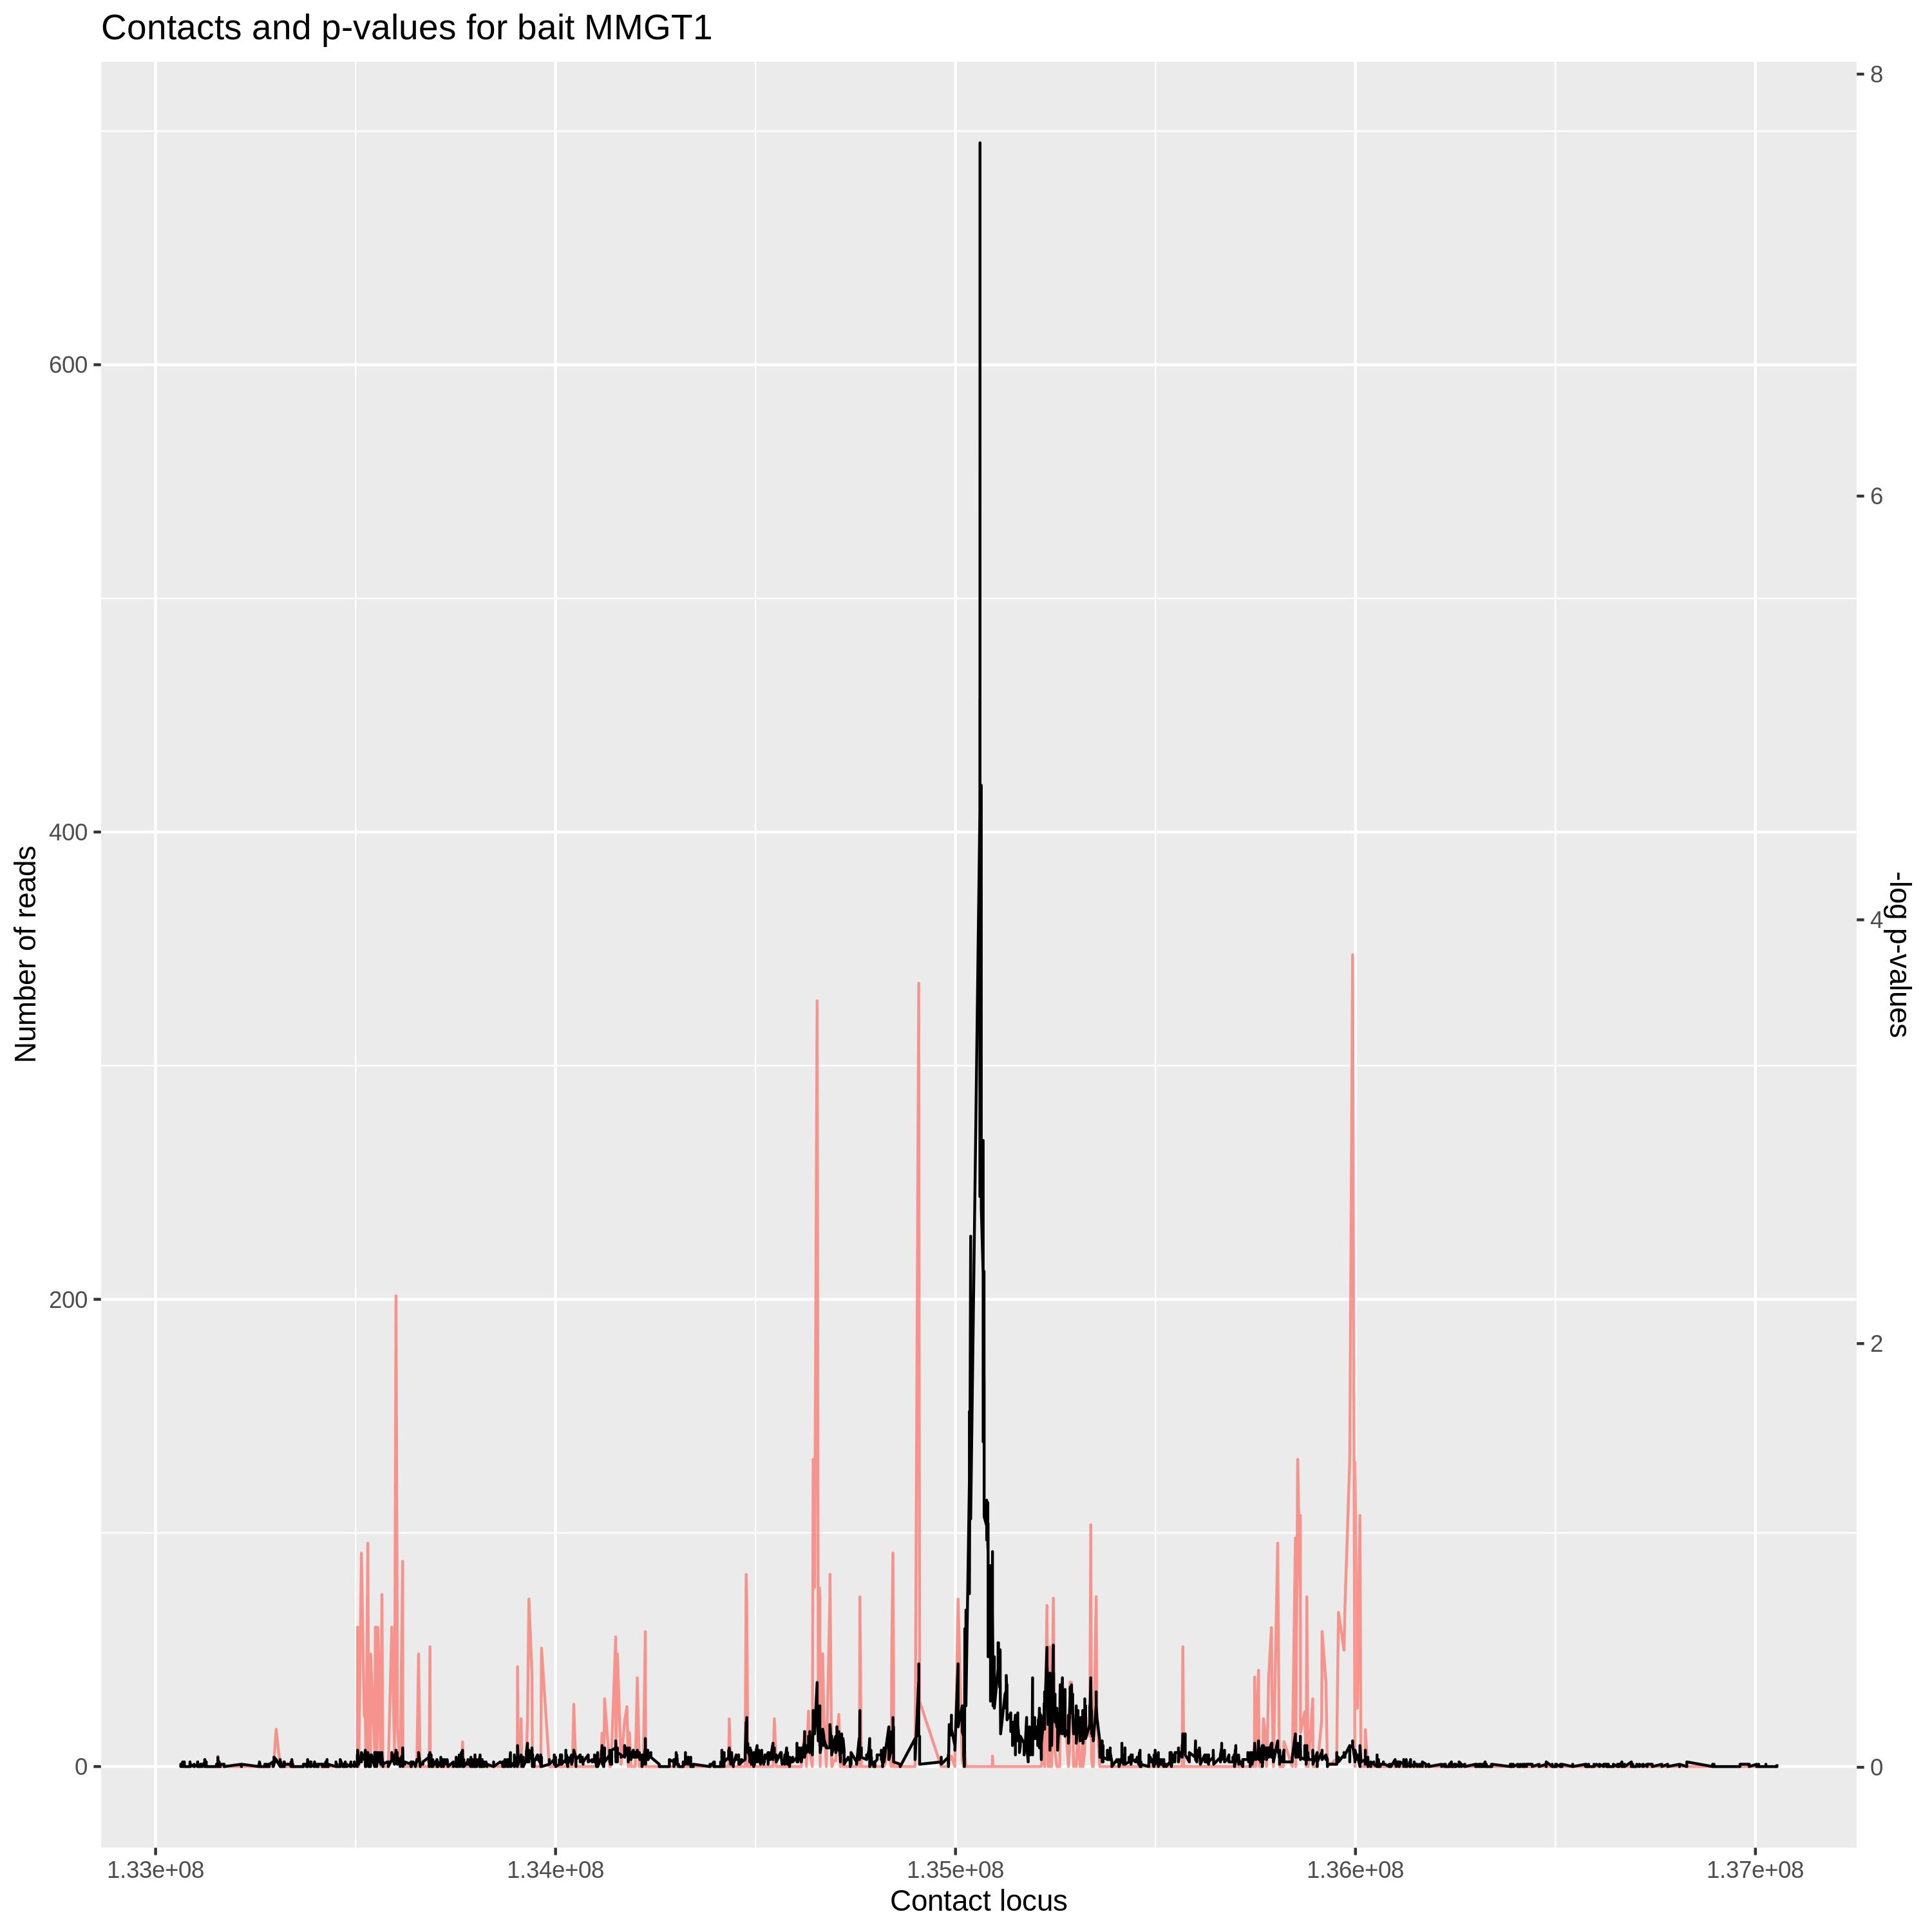 Contacts and p-values for bait MMGT1
8
600
6
400
4
Number of reads
-log p-values
200
2
0
0
1.33e+08 1.34e+08 1.35e+08 1.36e+08 1.37e+08
Contact locus